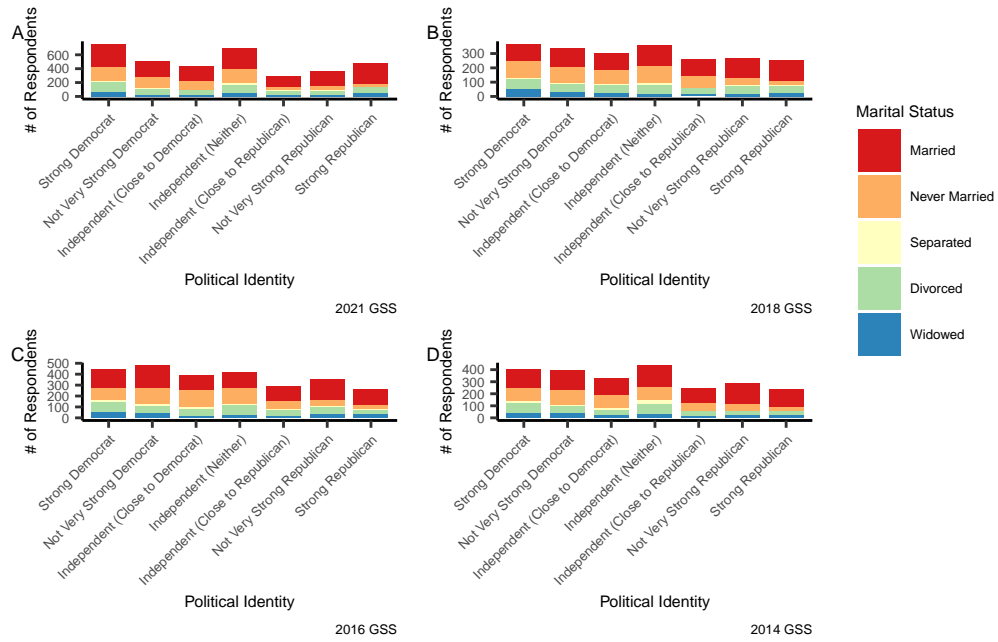 A
# of Respondents
600
400
200
0
Strong Democrat
Not Very Strong Democrat
Independent (Close to Democrat)
Independent (Neither)
Independent (Close to Republican)
Not Very Strong Republican
Strong Republican
Political Identity
2021 GSS
B
# of Respondents
300
200
100
0
Strong Democrat
Not Very Strong Democrat
Independent (Close to Democrat)
Independent (Neither)
Independent (Close to Republican)
Not Very Strong Republican
Strong Republican
Political Identity
2018 GSS
Marital Status
Married
Never Married
Separated
Divorced
Widowed
C
# of Respondents
500
400
300
200
100
0
Strong Democrat
Not Very Strong Democrat
Independent (Close to Democrat)
Independent (Neither)
Independent (Close to Republican)
Not Very Strong Republican
Strong Republican
Political Identity
2016 GSS
D
# of Respondents
400
300
200
100
0
Strong Democrat
Not Very Strong Democrat
Independent (Close to Democrat)
Independent (Neither)
Independent (Close to Republican)
Not Very Strong Republican
Strong Republican
Political Identity
2014 GSS